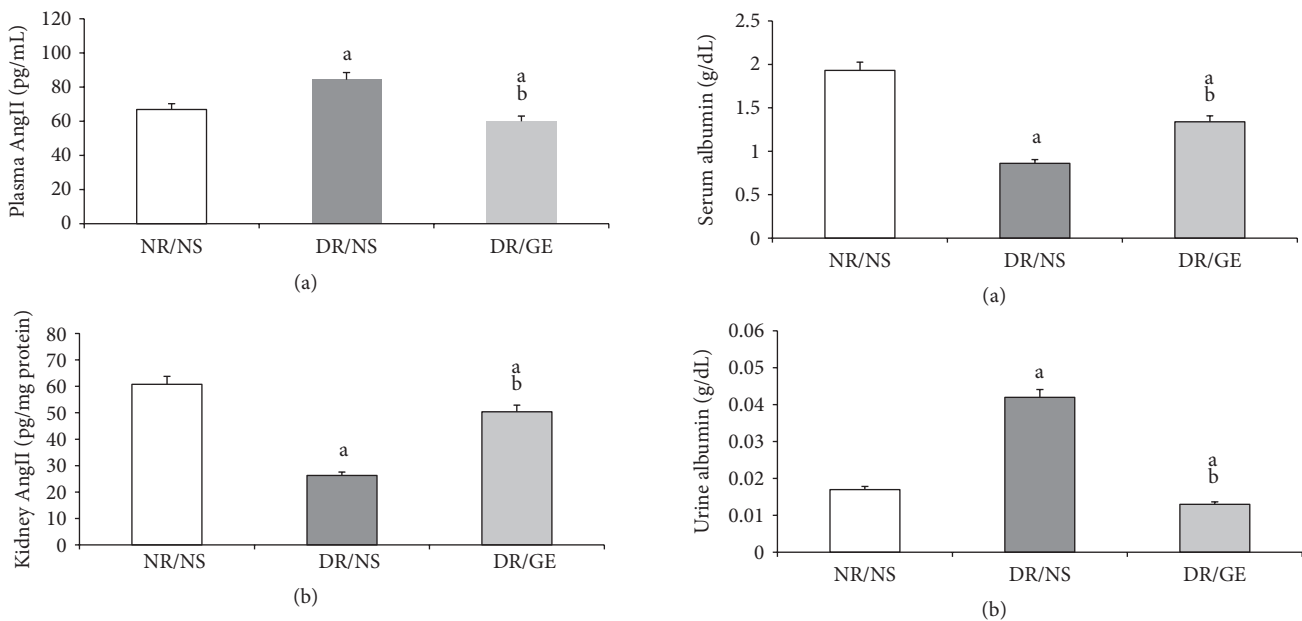 Plasma AngII (pg/mL)
120
100
80
60
40
20
0
a
a
b
NR/NS DR/NS DR/GE
(a)
Kidney AngII (pg/mg protein)
80
70
60
50
40
30
20
10
0
a
a
b
NR/NS DR/NS DR/GE
(b)
Serum albumin (g/dL)
2.5
2
1.5
1
0.5
0
a
a
b
NR/NS DR/NS DR/GE
(a)
Urine albumin (g/dL)
0.06
0.05
0.04
0.03
0.02
0.01
0
a
a
b
NR/NS DR/NS DR/GE
(b)